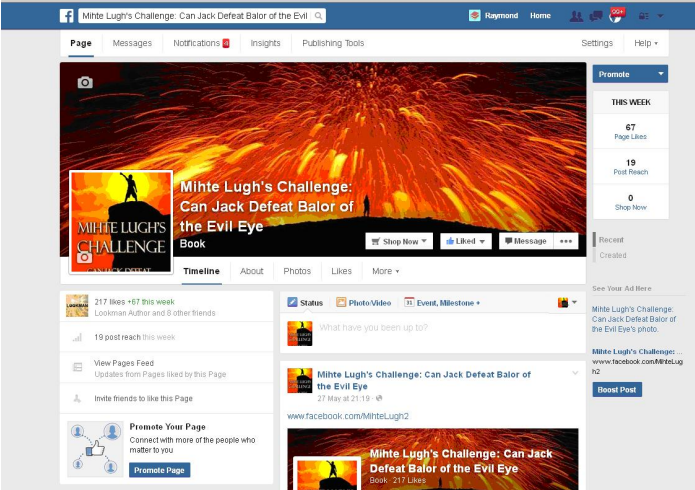 Mihte Lugh's Challenge: Can Jack Defeat Balor of the Evil
Raymond Home 99+
Page Messages Notifications 4 Insights Publishing Tools Settings Help
Promote
THIS WEEK
67
Page Likes
19
Post Reach
0
Shop Now
Recent
Created
Mihte Lugh's Challenge:
Can Jack Defeat Balor of
the Evil Eye
Book
MIHTE LUGH'S
CHALLENGE
CAN JACK DEFEAT
Shop Now Liked Message
Timeline About Photos Likes More
217 likes +67 this week
Lookman Author and 8 other friends
19 post reach this week
View Pages Feed
Updates from Pages liked by this Page
Invite friends to like this Page
Promote Your Page
Connect with more of the people who
matter to you
Promote Page
Status Photo/Video 31 Event, Milestone +
What have you been up to?
Mihte Lugh's Challenge: Can Jack Defeat Balor of
the Evil Eye
27 May at 21:19
www.facebook.com/MihteLugh2
Mihte Lugh's Challenge: Can Jack
Defeat Balor of the Evil Eye
Book 217 Likes
See Your Ad Here
Mihte Lugh's Challenge:
Can Jack Defeat Balor of
the Evil Eye's photo.
Mihte Lugh's Challenge: ...
www.facebook.com/MihteLug
h2
Boost Post